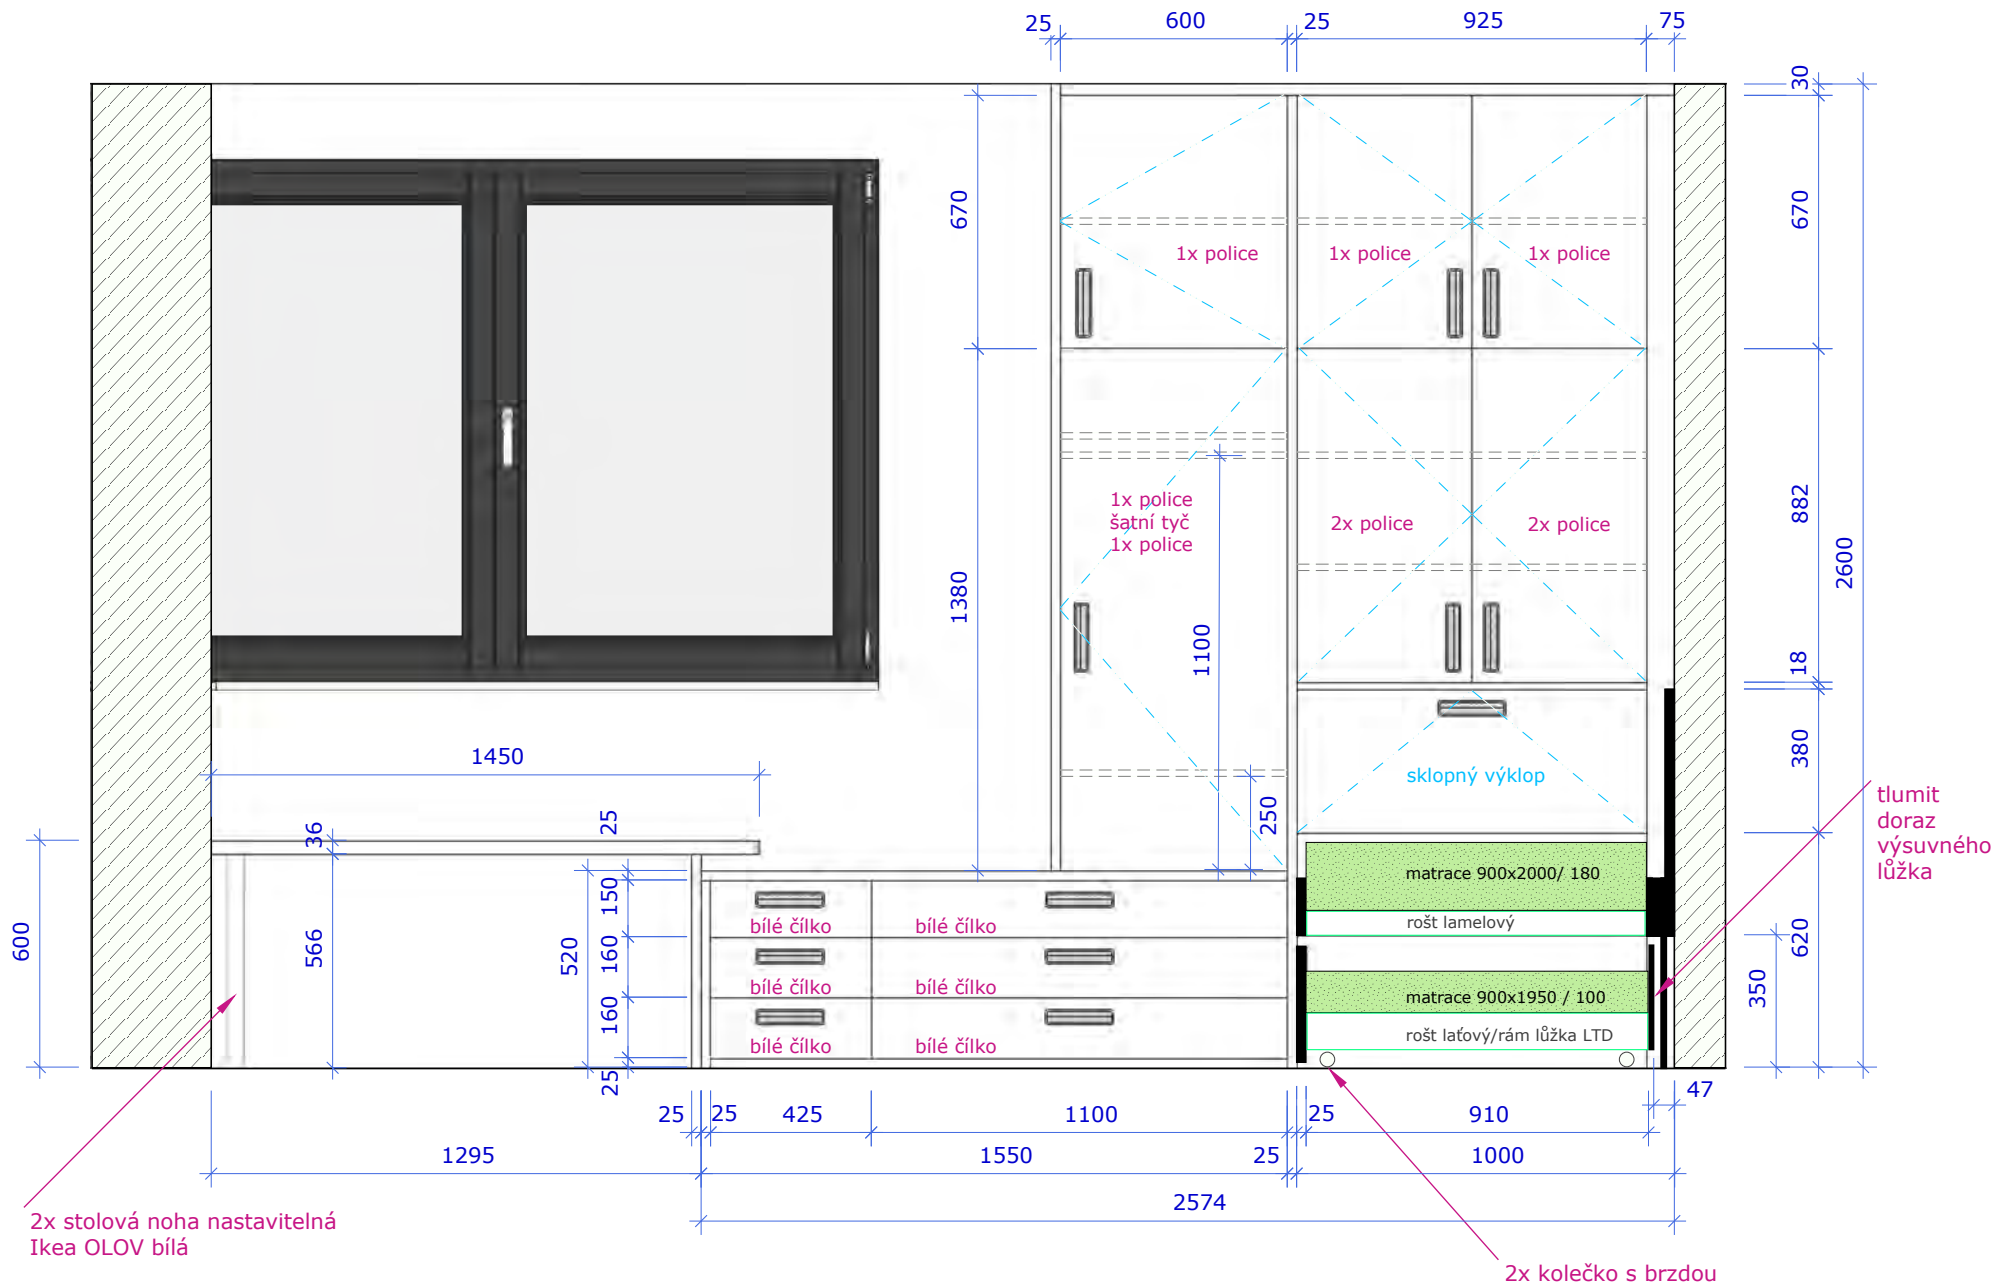 25 600 25 925 75
30
670
670
1x police
1x police
1x police
882
2600
1380
1100
1x police
šatní tyč
1x police
2x police
2x police
18
380
1450
sklopný výklop
tlumit
doraz
výsuvného
lůžka
36
25
250
600
566
520
150
160
160
25
bílé čílko
bílé čílko
bílé čílko
bílé čílko
bílé čílko
bílé čílko
matrace 900x2000/ 180
rošt lamelový
matrace 900x1950 / 100
rošt laťový/rám lůžka LTD
620
350
47
25 25 425 1100 25 910
1295 1550 25 1000
2574
2x stolová noha nastavitelná
Ikea OLOV bílá
2x kolečko s brzdou